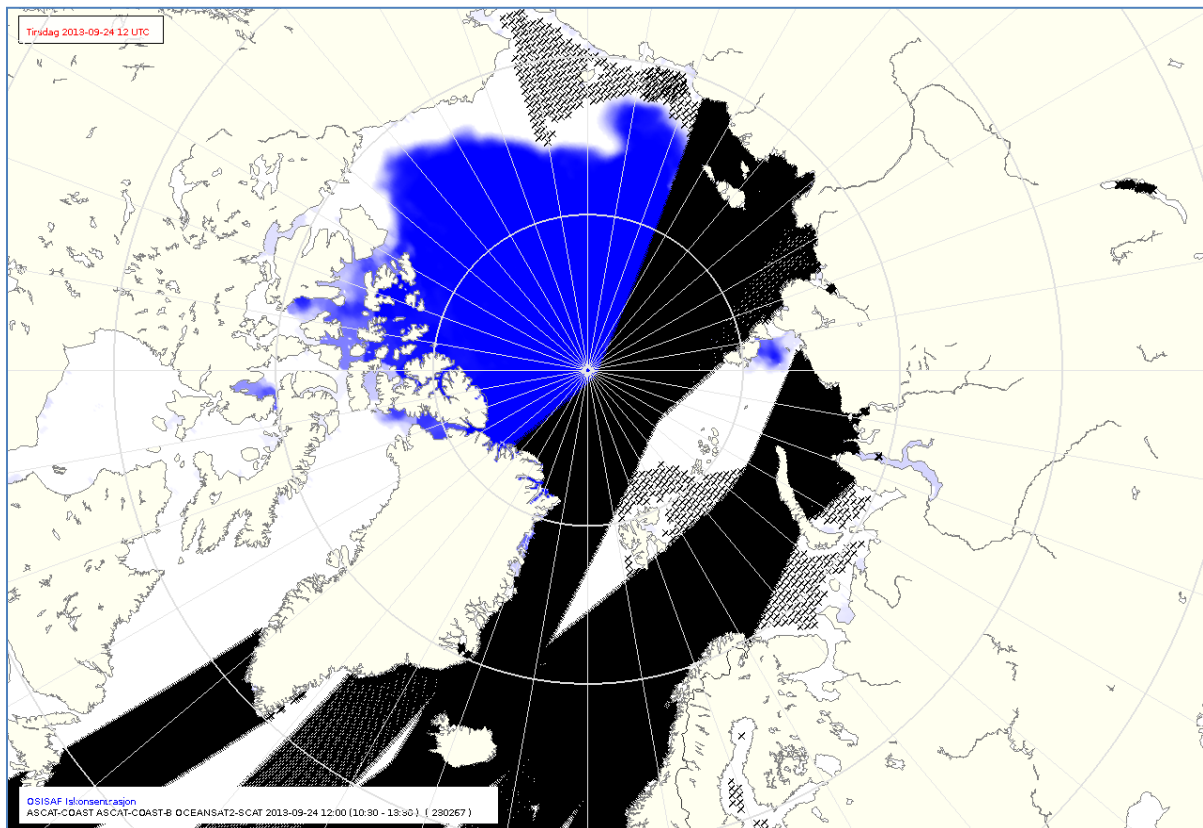 Tirsdag 2013-09-24 12 UTC
OSISAF Iskonsentrasjon
ASCAT-COAST ASCAT-COAST-B OCEANSAT2-SCAT 2013-09-24 12:00 (10:30 - 13:30 ) ( 230267 )